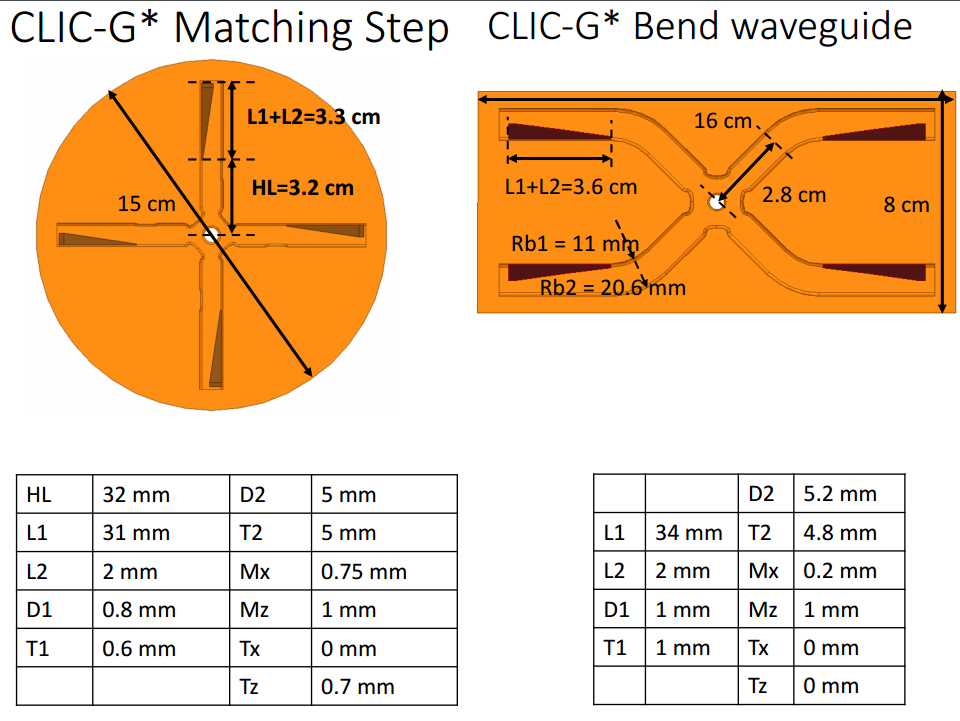 CLIC-G* Matching Step
CLIC-G* Bend waveguide
L1+L2=3.3 cm
HL=3.2 cm
15 cm
16 cm
L1+L2=3.6 cm
2.8 cm
8 cm
Rb1 = 11 mm
Rb2 = 20.6 mm
HL 32 mm D2 5 mm
L1 31 mm T2 5 mm
L2 2 mm Mx 0.75 mm
D1 0.8 mm Mz 1 mm
T1 0.6 mm Tx 0 mm
Tz 0.7 mm
D2 5.2 mm
L1 34 mm T2 4.8 mm
L2 2 mm Mx 0.2 mm
D1 1 mm Mz 1 mm
T1 1 mm Tx 0 mm
Tz 0 mm